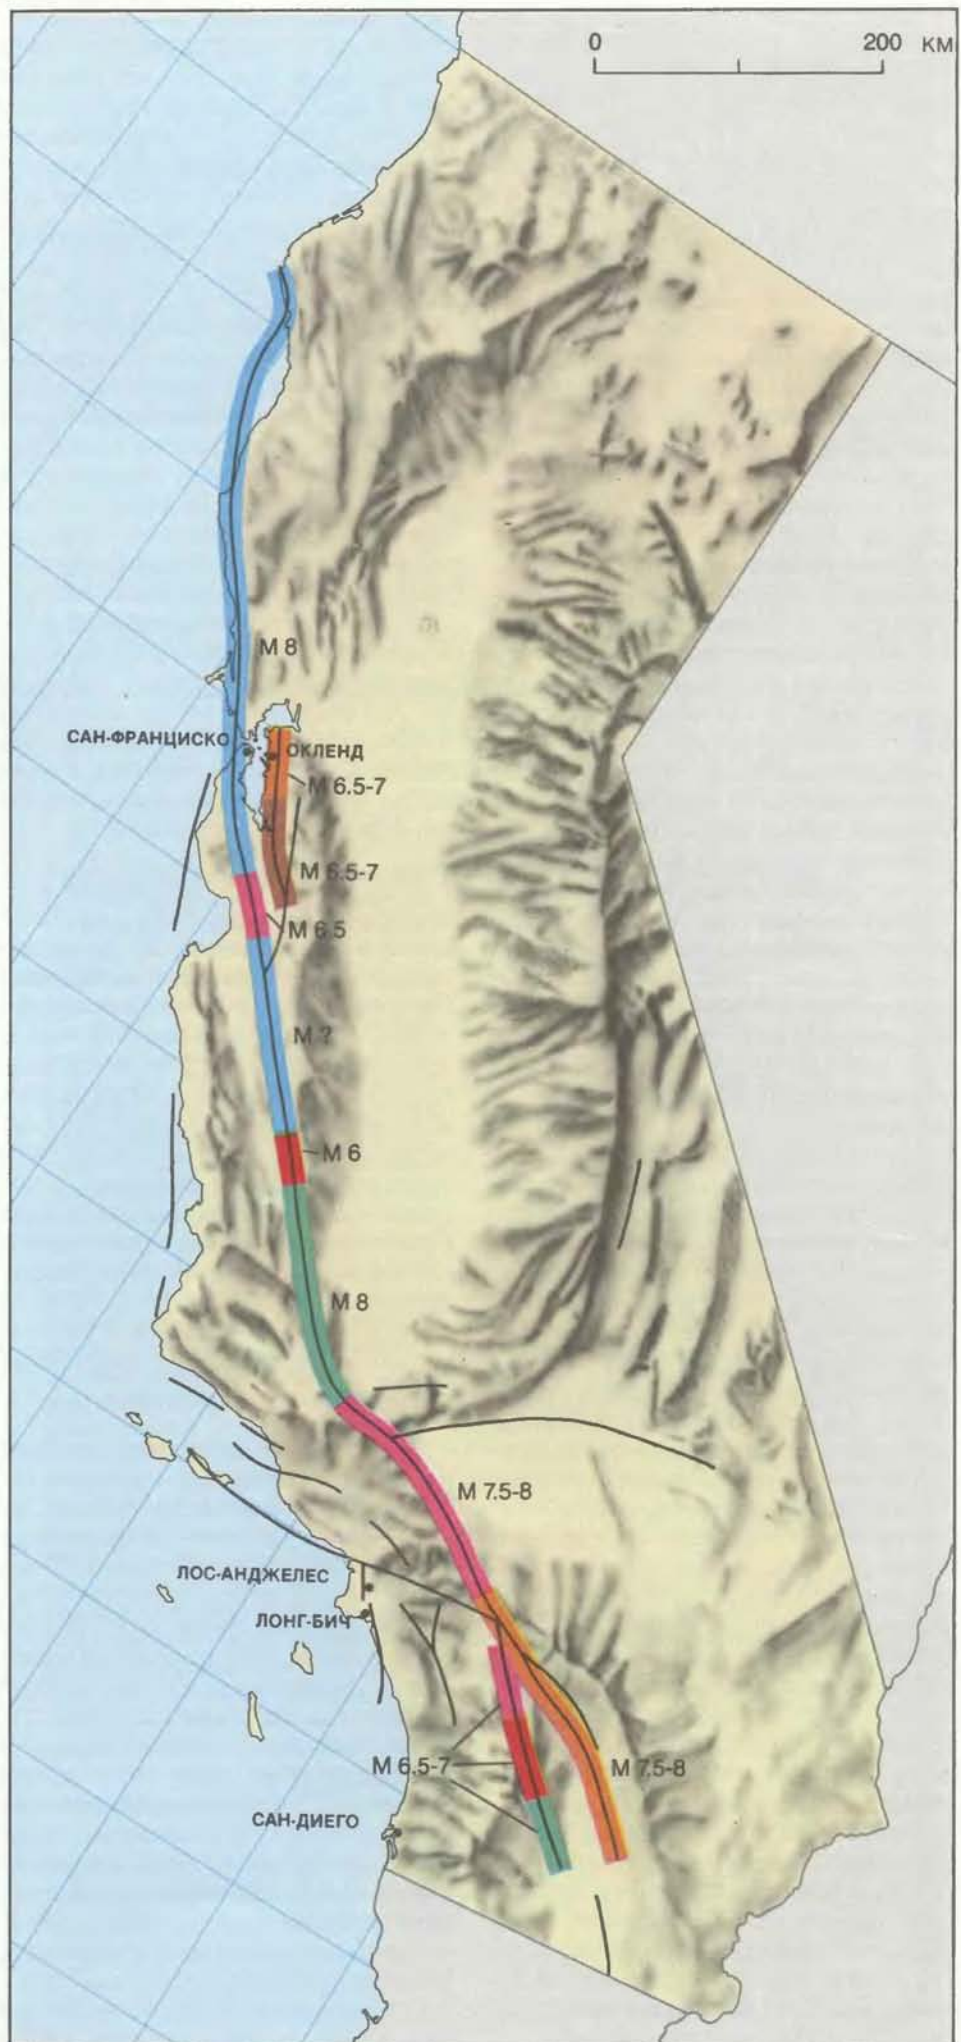 0 200 КМ
М 8
САН-ФРАНЦИСКО
ОКЛЕНД
М 6.5-7
М 6.5-7
М 6.5
М ?
М 6
М 8
М 7.5-8
ЛОС-АНДЖЕЛЕС
ЛОНГ-БИЧ
М 6.5-7
М 7.5-8
САН-ДИЕГО